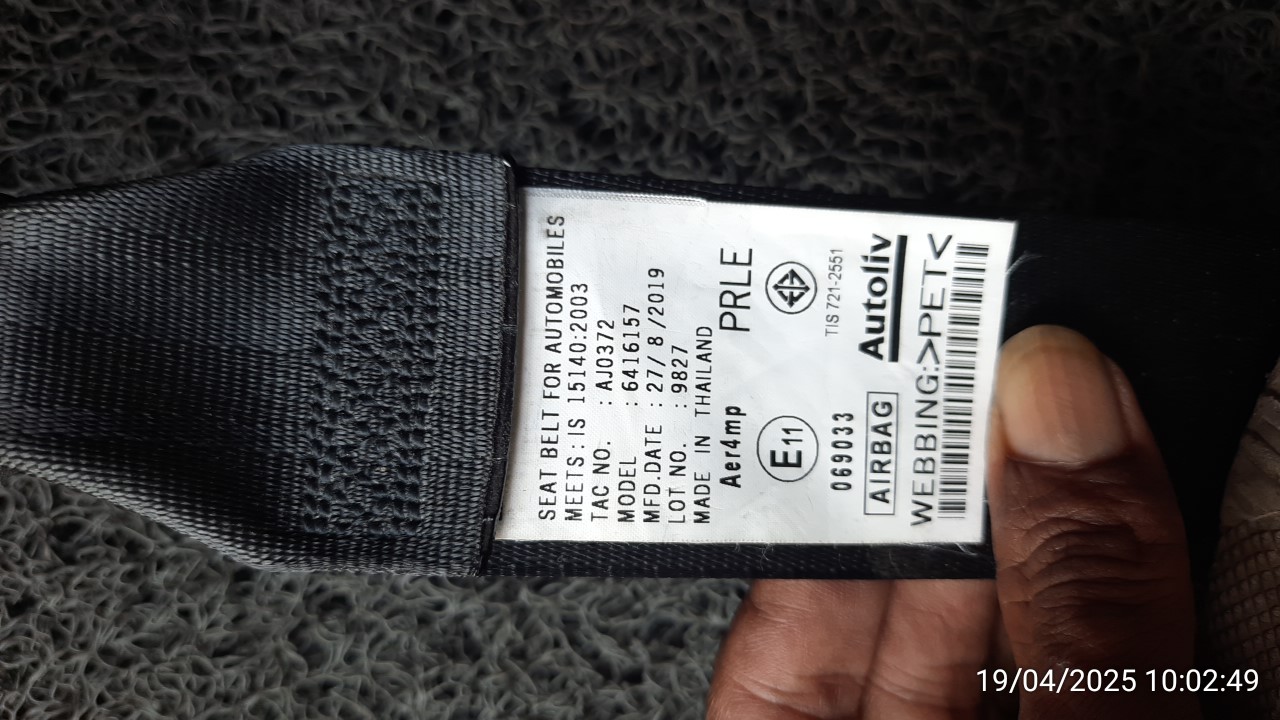 SEAT BELT FOR AUTOMOBILES
MEETS : IS 15140:2003
TAC NO. : AJ0372
MODEL : 6416157
MFD.DATE : 27/ 8 /2019
LOT NO. : 9827
MADE IN THAILAND
Aer4mp PRLE
E11
069033 TIS 721-2551
AIRBAG Autoliv
WEBBING:>PET<
19/04/2025 10:02:49